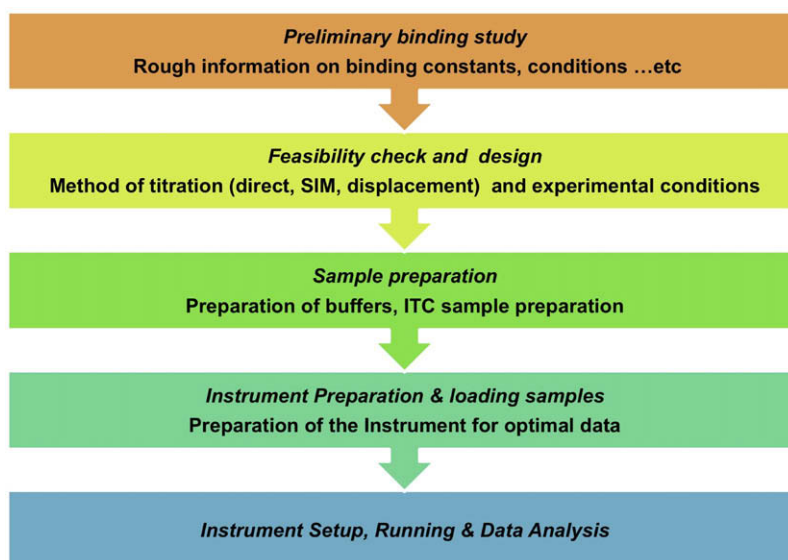 Preliminary binding study
Rough information on binding constants, conditions …etc
Feasibility check and design
Method of titration (direct, SIM, displacement) and experimental conditions
Sample preparation
Preparation of buffers, ITC sample preparation
Instrument Preparation & loading samples
Preparation of the Instrument for optimal data
Instrument Setup, Running & Data Analysis